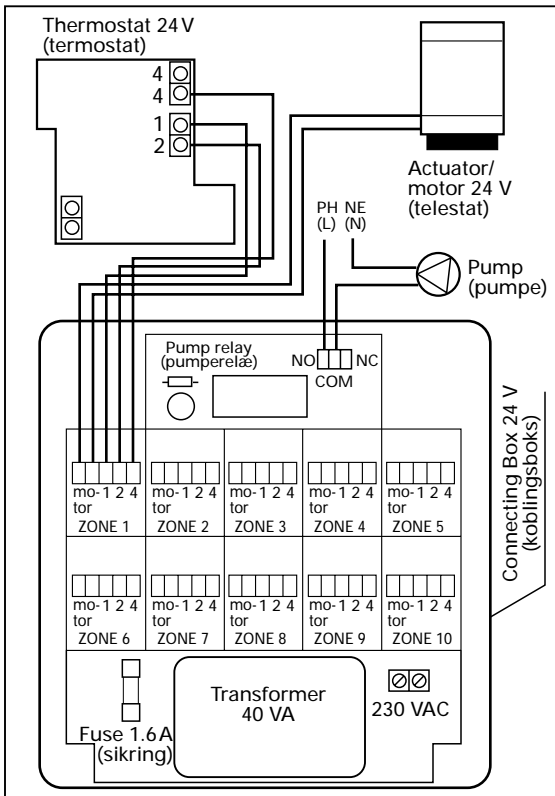 Thermostat 24 V
(termostat)
4
4
1
2
Actuator/
motor 24 V
(telestat)
PH NE
(L) (N)
Pump
(pumpe)
Pump relay
(pumperelæ)
NO NC
COM
Connecting Box 24 V
(koblingsboks)
mo- 1 2 4
tor
ZONE 1
mo- 1 2 4
tor
ZONE 2
mo- 1 2 4
tor
ZONE 3
mo- 1 2 4
tor
ZONE 4
mo- 1 2 4
tor
ZONE 5
mo- 1 2 4
tor
ZONE 6
mo- 1 2 4
tor
ZONE 7
mo- 1 2 4
tor
ZONE 8
mo- 1 2 4
tor
ZONE 9
mo- 1 2 4
tor
ZONE 10
Fuse 1.6 A
(sikring)
Transformer
40 VA
230 VAC